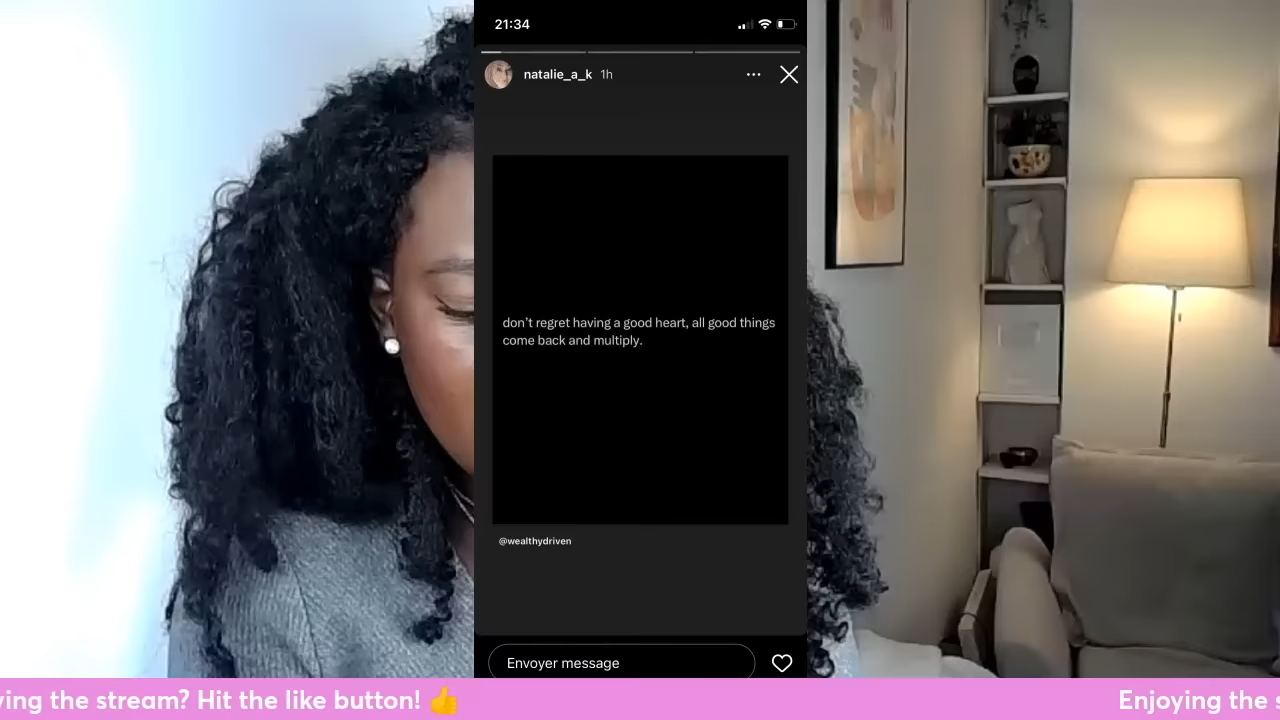 21:34
natalie_a_k 1h
don't regret having a good heart, all good things
come back and multiply.
@wealthydriven
Envoyer message
ying the stream? Hit the like button! 👍
Enjoying the s